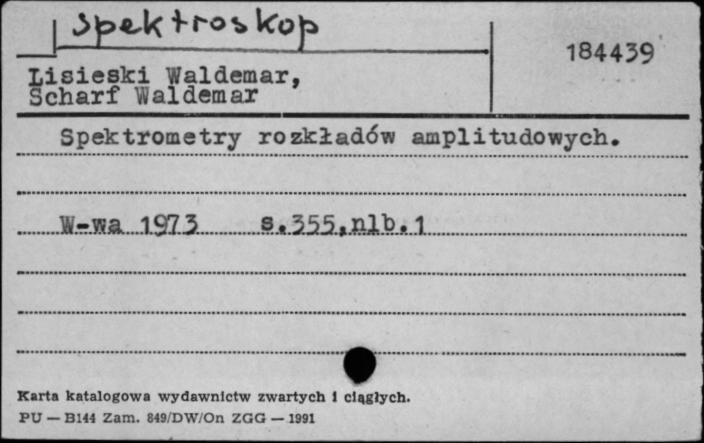 Spektroskop
184439
Lisieski Waldemar,
Scharf Waldemar
Spektrometry rozkładów amplitudowych.
W-wa 1973 s.355,nlb.1
Karta katalogowa wydawnictw zwartych i ciągłych.
PU — B144 Zam. 849/DW/On ZGG — 1991